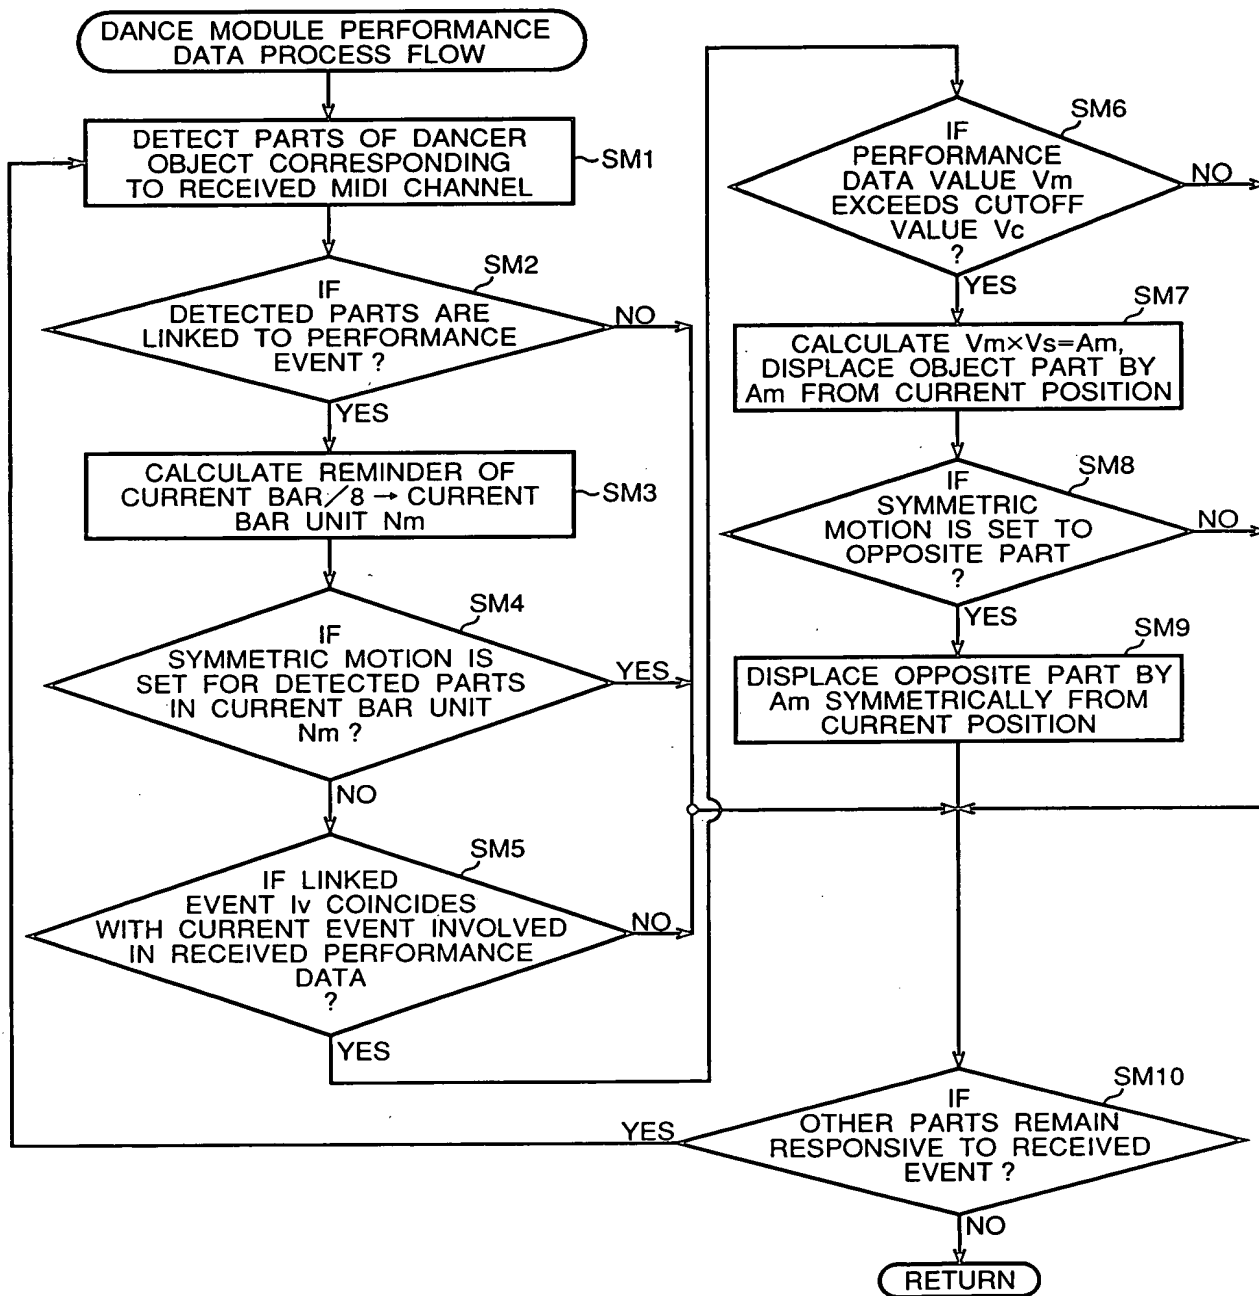 DANCE MODULE PERFORMANCE
DATA PROCESS FLOW
DETECT PARTS OF DANCER
OBJECT CORRESPONDING
TO RECEIVED MIDI CHANNEL
SM1
SM2
IF
DETECTED PARTS ARE
LINKED TO PERFORMANCE
EVENT ?
NO
YES
CALCULATE REMINDER OF
CURRENT BAR/8 → CURRENT
BAR UNIT Nm
SM3
SM4
IF
SYMMETRIC MOTION IS
SET FOR DETECTED PARTS
IN CURRENT BAR UNIT
Nm ?
YES
NO
SM5
IF LINKED
EVENT Iv COINCIDES
WITH CURRENT EVENT INVOLVED
IN RECEIVED PERFORMANCE
DATA
?
NO
YES
SM6
IF
PERFORMANCE
DATA VALUE Vm
EXCEEDS CUTOFF
VALUE Vc
?
NO
YES
SM7
CALCULATE Vm×Vs=Am,
DISPLACE OBJECT PART BY
Am FROM CURRENT POSITION
SM8
IF
SYMMETRIC
MOTION IS SET TO
OPPOSITE PART
?
NO
YES
SM9
DISPLACE OPPOSITE PART BY
Am SYMMETRICALLY FROM
CURRENT POSITION
SM10
IF
OTHER PARTS REMAIN
RESPONSIVE TO RECEIVED
EVENT ?
YES
NO
RETURN